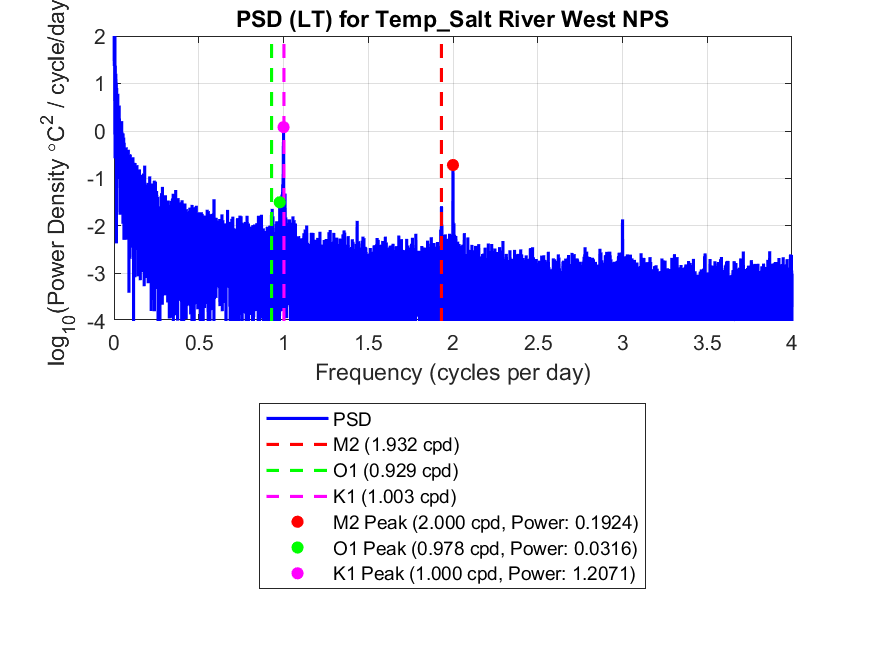 PSD (LT) for Temp_Salt River West NPS
log10(Power Density °C2 / cycle/day
2
1
0
-1
-2
-3
-4
0 0.5 1 1.5 2 2.5 3 3.5 4
Frequency (cycles per day)
PSD
M2 (1.932 cpd)
O1 (0.929 cpd)
K1 (1.003 cpd)
M2 Peak (2.000 cpd, Power: 0.1924)
O1 Peak (0.978 cpd, Power: 0.0316)
K1 Peak (1.000 cpd, Power: 1.2071)